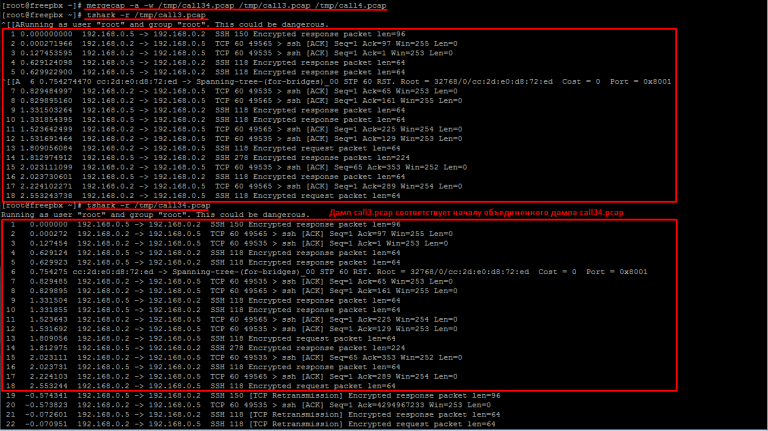 [root@freepbx ~]# mergecap -a -w /tmp/call34.pcap /tmp/call3.pcap /tmp/call4.pcap
[root@freepbx ~]# tshark -r /tmp/call3.pcap
^[[ARunning as user "root" and group "root". This could be dangerous.
1 0.000000000 192.168.0.5 -> 192.168.0.2 SSH 150 Encrypted response packet len=96
2 0.000271966 192.168.0.2 -> 192.168.0.5 TCP 60 49565 > ssh [ACK] Seq=1 Ack=97 Win=255 Len=0
3 0.127453595 192.168.0.2 -> 192.168.0.5 TCP 60 49535 > ssh [ACK] Seq=1 Ack=1 Win=253 Len=0
4 0.629124098 192.168.0.5 -> 192.168.0.2 SSH 118 Encrypted response packet len=64
5 0.629922900 192.168.0.5 -> 192.168.0.2 SSH 118 Encrypted response packet len=64
^[[A 6 0.754274470 cc:2d:e0:d8:72:ed -> Spanning-tree-(for-bridges)_00 STP 60 RST. Root = 32768/0/cc:2d:e0:d8:72:ed Cost = 0 Port = 0x8001
7 0.829484997 192.168.0.2 -> 192.168.0.5 TCP 60 49535 > ssh [ACK] Seq=1 Ack=65 Win=253 Len=0
8 0.829895160 192.168.0.2 -> 192.168.0.5 TCP 60 49565 > ssh [ACK] Seq=1 Ack=161 Win=255 Len=0
9 1.331503264 192.168.0.5 -> 192.168.0.2 SSH 118 Encrypted response packet len=64
10 1.331854395 192.168.0.5 -> 192.168.0.2 SSH 118 Encrypted response packet len=64
11 1.523642499 192.168.0.2 -> 192.168.0.5 TCP 60 49565 > ssh [ACK] Seq=1 Ack=225 Win=254 Len=0
12 1.531691464 192.168.0.2 -> 192.168.0.5 TCP 60 49535 > ssh [ACK] Seq=1 Ack=129 Win=253 Len=0
13 1.809056084 192.168.0.2 -> 192.168.0.5 SSH 118 Encrypted request packet len=64
14 1.812974912 192.168.0.5 -> 192.168.0.2 SSH 278 Encrypted response packet len=224
15 2.023111099 192.168.0.2 -> 192.168.0.5 TCP 60 49535 > ssh [ACK] Seq=65 Ack=353 Win=252 Len=0
16 2.023730601 192.168.0.5 -> 192.168.0.2 SSH 118 Encrypted response packet len=64
17 2.224102271 192.168.0.2 -> 192.168.0.5 TCP 60 49565 > ssh [ACK] Seq=1 Ack=289 Win=254 Len=0
18 2.553243738 192.168.0.2 -> 192.168.0.5 SSH 118 Encrypted request packet len=64
[root@freepbx ~]# tshark -r /tmp/call34.pcap
Running as user "root" and group "root". This could be dangerous.
Дамп call3.pcap соответствует началу объединенного дампа call34.pcap
1 0.000000 192.168.0.5 -> 192.168.0.2 SSH 150 Encrypted response packet len=96
2 0.000272 192.168.0.2 -> 192.168.0.5 TCP 60 49565 > ssh [ACK] Seq=1 Ack=97 Win=255 Len=0
3 0.127454 192.168.0.2 -> 192.168.0.5 TCP 60 49535 > ssh [ACK] Seq=1 Ack=1 Win=253 Len=0
4 0.629124 192.168.0.5 -> 192.168.0.2 SSH 118 Encrypted response packet len=64
5 0.629923 192.168.0.5 -> 192.168.0.2 SSH 118 Encrypted response packet len=64
6 0.754275 cc:2d:e0:d8:72:ed -> Spanning-tree-(for-bridges)_00 STP 60 RST. Root = 32768/0/cc:2d:e0:d8:72:ed Cost = 0 Port = 0x8001
7 0.829485 192.168.0.2 -> 192.168.0.5 TCP 60 49535 > ssh [ACK] Seq=1 Ack=65 Win=253 Len=0
8 0.829895 192.168.0.2 -> 192.168.0.5 TCP 60 49565 > ssh [ACK] Seq=1 Ack=161 Win=255 Len=0
9 1.331504 192.168.0.5 -> 192.168.0.2 SSH 118 Encrypted response packet len=64
10 1.331855 192.168.0.5 -> 192.168.0.2 SSH 118 Encrypted response packet len=64
11 1.523643 192.168.0.2 -> 192.168.0.5 TCP 60 49565 > ssh [ACK] Seq=1 Ack=225 Win=254 Len=0
12 1.531692 192.168.0.2 -> 192.168.0.5 TCP 60 49535 > ssh [ACK] Seq=1 Ack=129 Win=253 Len=0
13 1.809056 192.168.0.2 -> 192.168.0.5 SSH 118 Encrypted request packet len=64
14 1.812975 192.168.0.5 -> 192.168.0.2 SSH 278 Encrypted response packet len=224
15 2.023111 192.168.0.2 -> 192.168.0.5 TCP 60 49535 > ssh [ACK] Seq=65 Ack=353 Win=252 Len=0
16 2.023731 192.168.0.5 -> 192.168.0.2 SSH 118 Encrypted response packet len=64
17 2.224103 192.168.0.2 -> 192.168.0.5 TCP 60 49565 > ssh [ACK] Seq=1 Ack=289 Win=254 Len=0
18 2.553244 192.168.0.2 -> 192.168.0.5 SSH 118 Encrypted request packet len=64
19 -0.574341 192.168.0.5 -> 192.168.0.2 SSH 150 [TCP Retransmission] Encrypted response packet len=96
20 -0.573823 192.168.0.2 -> 192.168.0.5 TCP 60 49535 > ssh [ACK] Seq=1 Ack=4294967233 Win=253 Len=0
21 -0.072601 192.168.0.5 -> 192.168.0.2 SSH 118 [TCP Retransmission] Encrypted response packet len=64
22 -0.070951 192.168.0.2 -> 192.168.0.5 SSH 118 [TCP Retransmission] Encrypted request packet len=64